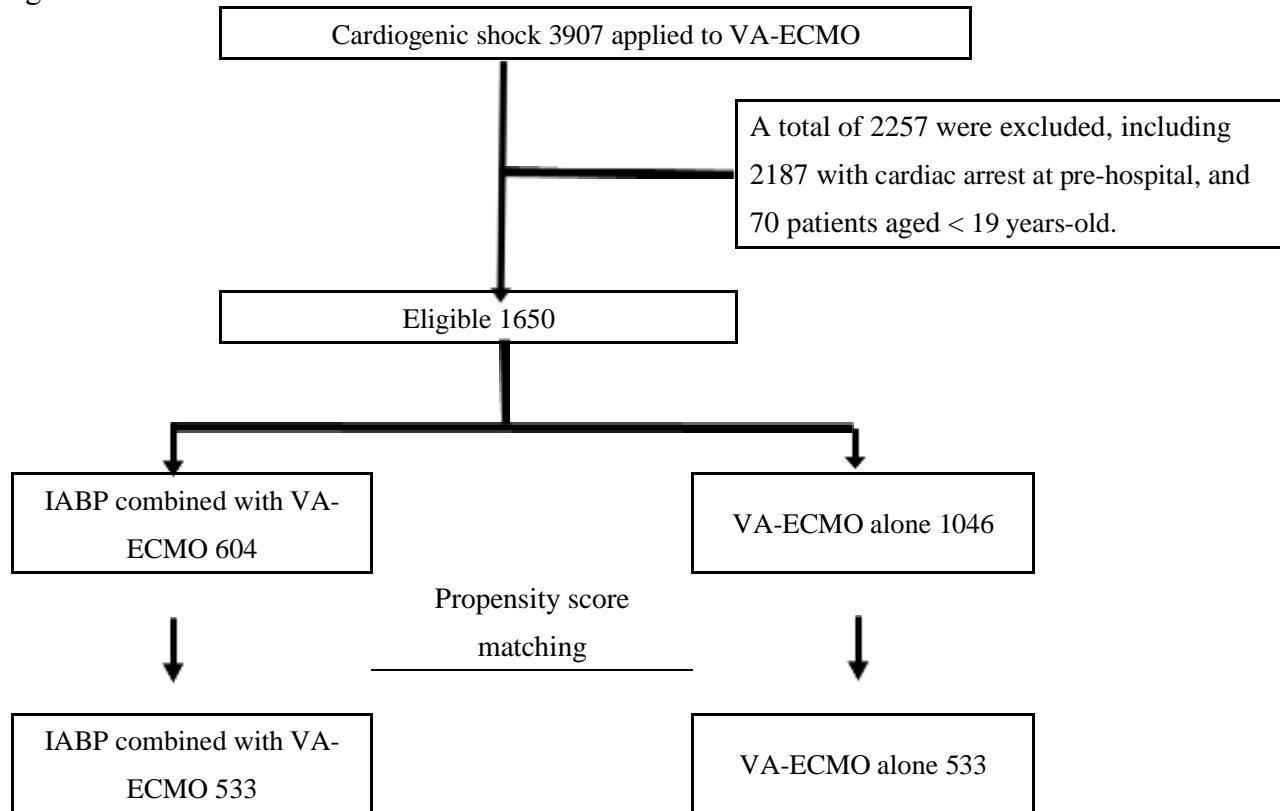 Cardiogenic shock 3907 applied to VA-ECMO
A total of 2257 were excluded, including
2187 with cardiac arrest at pre-hospital, and
70 patients aged < 19 years-old.
Eligible 1650
IABP combined with VA-
ECMO 604
VA-ECMO alone 1046
Propensity score
matching
IABP combined with VA-
ECMO 533
VA-ECMO alone 533